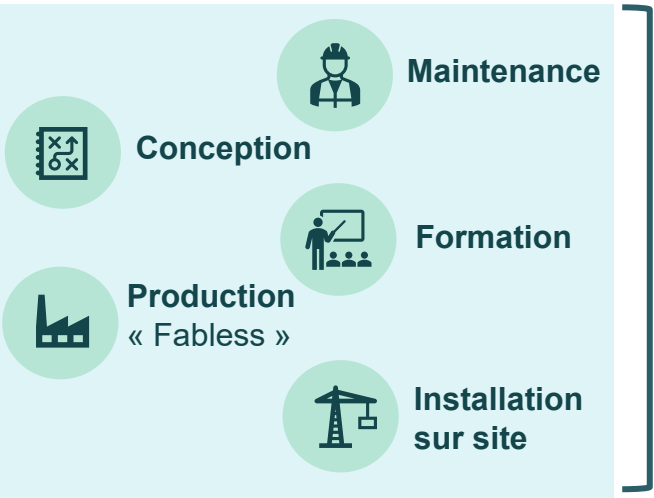 Maintenance
Conception
Formation
Production
« Fabless »
Installation
sur site